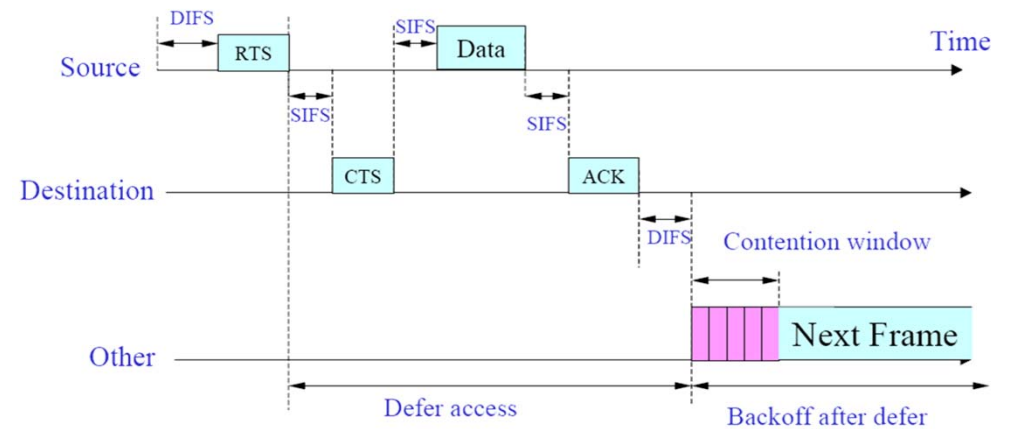 DIFS
SIFS
RTS
Data
Time
Source
SIFS
SIFS
CTS
ACK
Destination
DIFS
Contention window
Next Frame
Other
Defer access
Backoff after defer